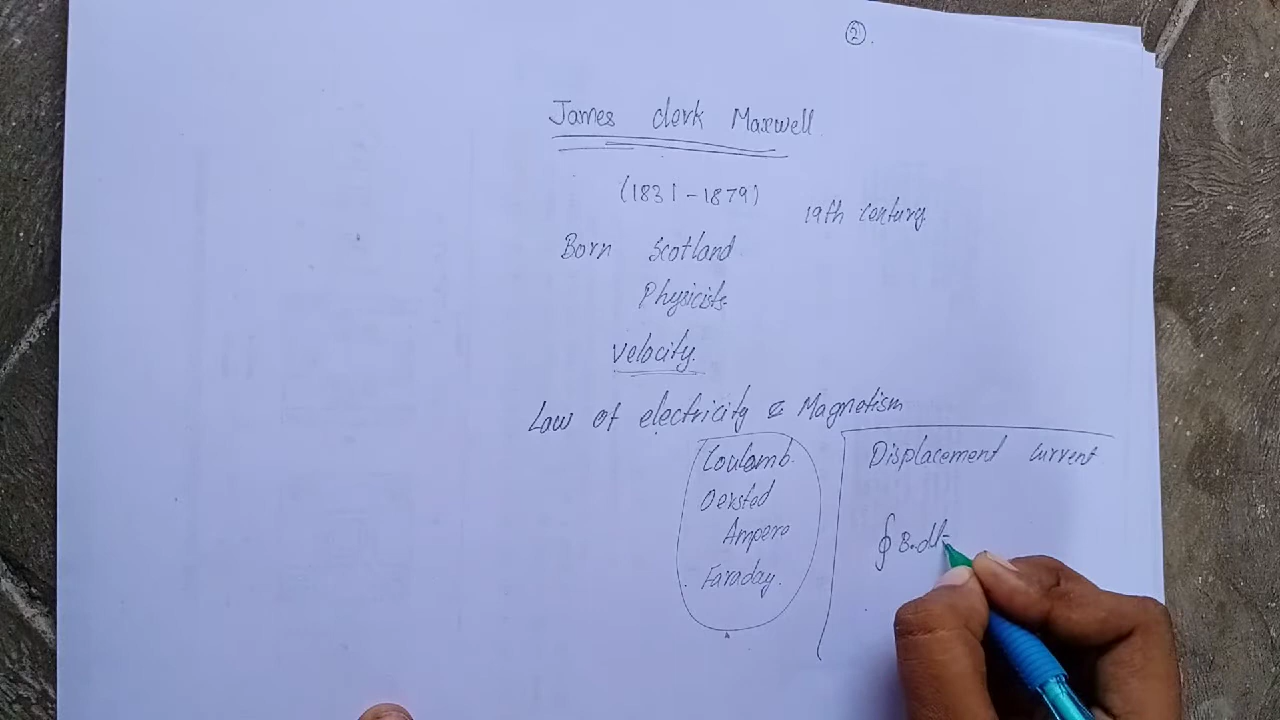 2
James clerk Maxwell
(1831-1879)
19th century
Born Scotland
Physicists
Velocity.
Law of electricity & Magnetism
Coulomb.
Oersted
Ampere
Faraday.
Displacement current
∮ B.dl=